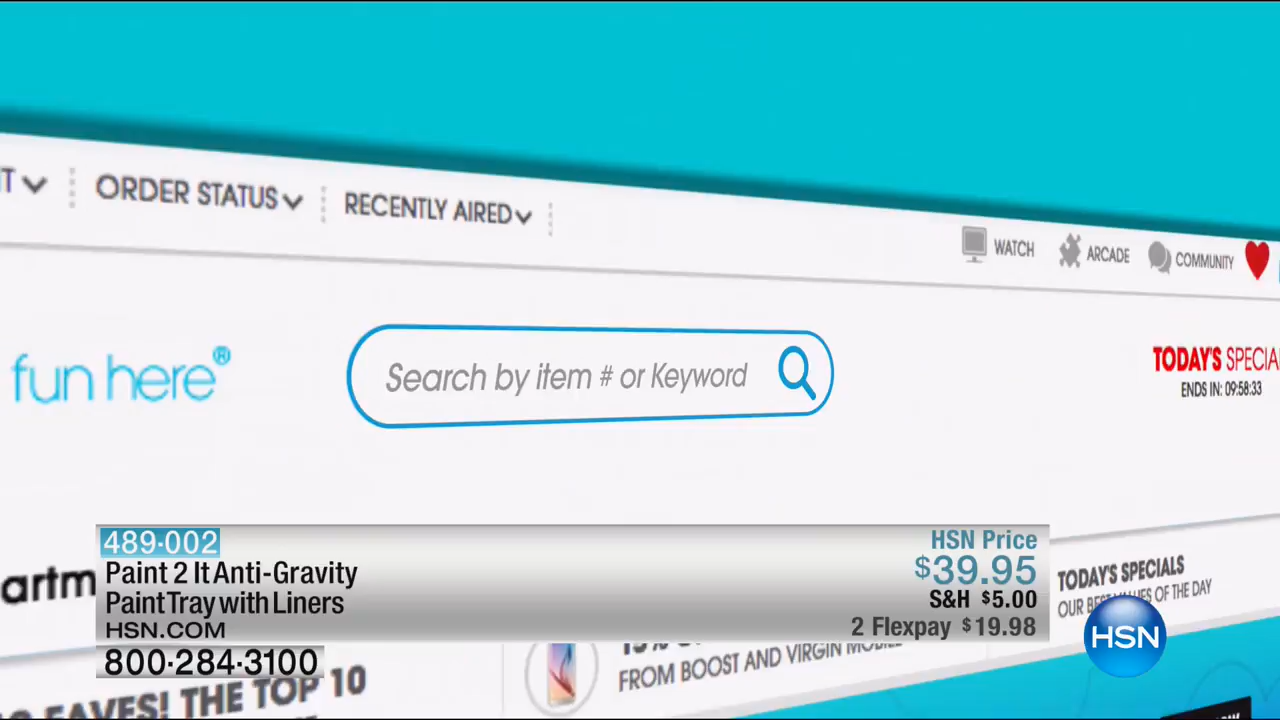 ORDER STATUS
RECENTLY AIRED
WATCH
ARCADE
COMMUNITY
fun here®
Search by item # or Keyword
TODAY'S SPECIAL
ENDS IN: 09:58:33
489-002
Paint 2 It Anti-Gravity
Paint Tray with Liners
HSN.COM
800-284-3100
HSN Price
$39.95
S&H $5.00
2 Flexpay $19.98
TODAY'S SPECIALS
OUR BEST VALUES OF THE DAY
HSN
FROM BOOST AND VIRGIN MOBILE
FAVES! THE TOP 10